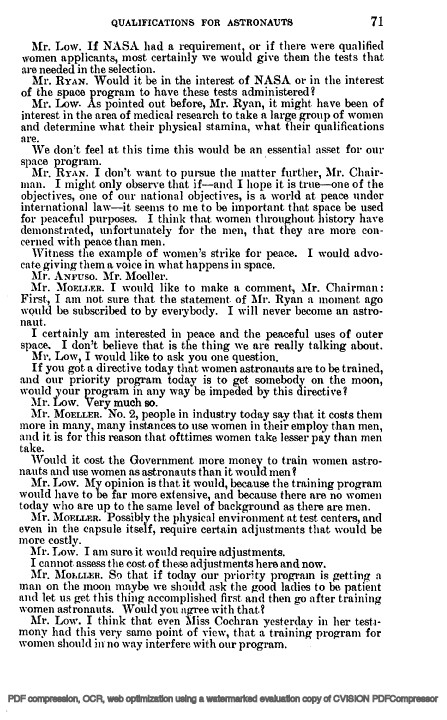 QUALIFICATIONS FOR ASTRONAUTS 71
Mr. Low. If NASA had a requirement, or if there were qualified
women applicants, most certainly we would give them the tests that
are needed in the selection.
Mr. RYAN. Would it be in the interest of NASA or in the interest
of the space program to have these tests administered?
Mr. Low. As pointed out before, Mr. Ryan, it might have been of
interest in the area of medical research to take a large group of women
and determine what their physical stamina, what their qualifications
are.
We don't feel at this time this would be an essential asset for our
space program.
Mr. RYAN. I don't want to pursue the matter further, Mr. Chair-
man. I might only observe that if—and I hope it is true—one of the
objectives, one of our national objectives, is a world at peace under
international law—it seems to me to be important that space be used
for peaceful purposes. I think that women throughout history have
demonstrated, unfortunately for the men, that they are more con-
cerned with peace than men.
Witness the example of women's strike for peace. I would advo-
cate giving them a voice in what happens in space.
Mr. ANFUSO. Mr. Moeller.
Mr. MOELLER. I would like to make a comment, Mr. Chairman:
First, I am not sure that the statement of Mr. Ryan a moment ago
would be subscribed to by everybody. I will never become an astro-
naut.
I certainly am interested in peace and the peaceful uses of outer
space. I don't believe that is the thing we are really talking about.
Mr. Low, I would like to ask you one question.
If you got a directive today that women astronauts are to be trained,
and our priority program today is to get somebody on the moon,
would your program in any way be impeded by this directive?
Mr. Low. Very much so.
Mr. MOELLER. No. 2, people in industry today say that it costs them
more in many, many instances to use women in their employ than men,
and it is for this reason that ofttimes women take lesser pay than men
take.
Would it cost the Government more money to train women astro-
nauts and use women as astronauts than it would men?
Mr. Low. My opinion is that it would, because the training program
would have to be far more extensive, and because there are no women
today who are up to the same level of background as there are men.
Mr. MOELLER. Possibly the physical environment at test centers, and
even in the capsule itself, require certain adjustments that would be
more costly.
Mr. Low. I am sure it would require adjustments.
I cannot assess the cost of these adjustments here and now.
Mr. MOELLER. So that if today our priority program is getting a
man on the moon maybe we should ask the good ladies to be patient
and let us get this thing accomplished first and then go after training
women astronauts. Would you agree with that?
Mr. Low. I think that even Miss Cochran yesterday in her testi-
mony had this very same point of view, that a training program for
women should in no way interfere with our program.
PDF compression, OCR, web optimization using a watermarked evaluation copy of CVISION PDFCompressor